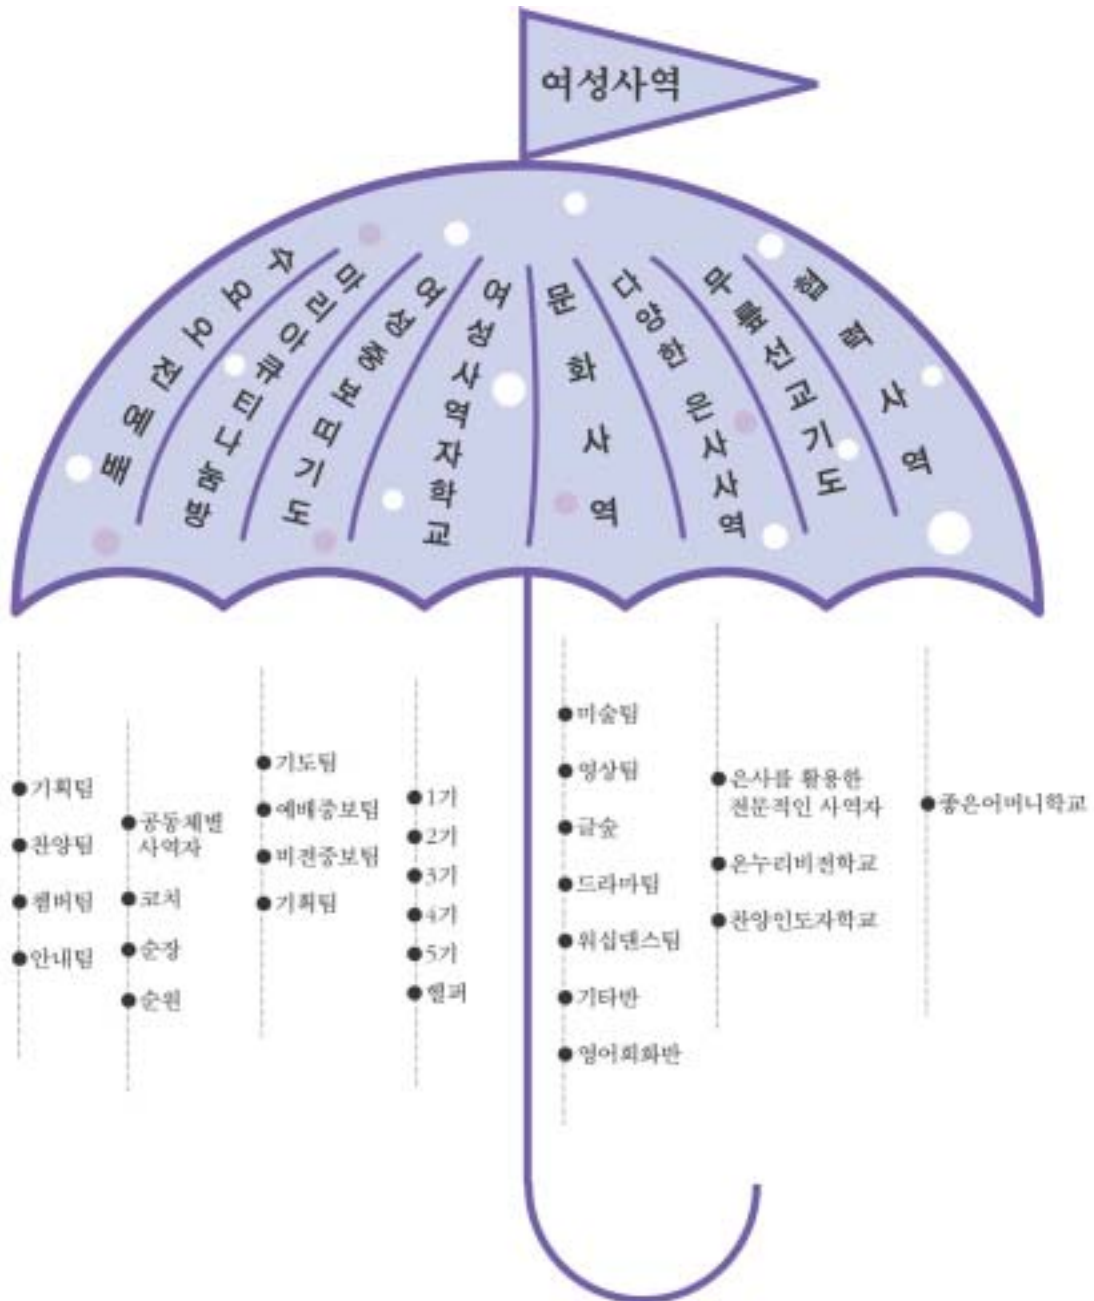 여성사역
수요오전예배
마리아큐티나눔방
여성중보띠기도
여성사역자학교
문화사역
다양한 은사사역
무릎선교기도
사역
기획팀
찬양팀
챔버팀
안내팀
공동체별
사역자
코치
순장
순원
기도팀
예배중보팀
비전중보팀
기획팀
1기
2기
3기
4기
5기
헬퍼
미술팀
영상팀
글숲
드라마팀
워십댄스팀
기타반
영어회화반
은사를 활용한
전문적인 사역자
온누리비전학교
찬양인도자학교
좋은어머니학교